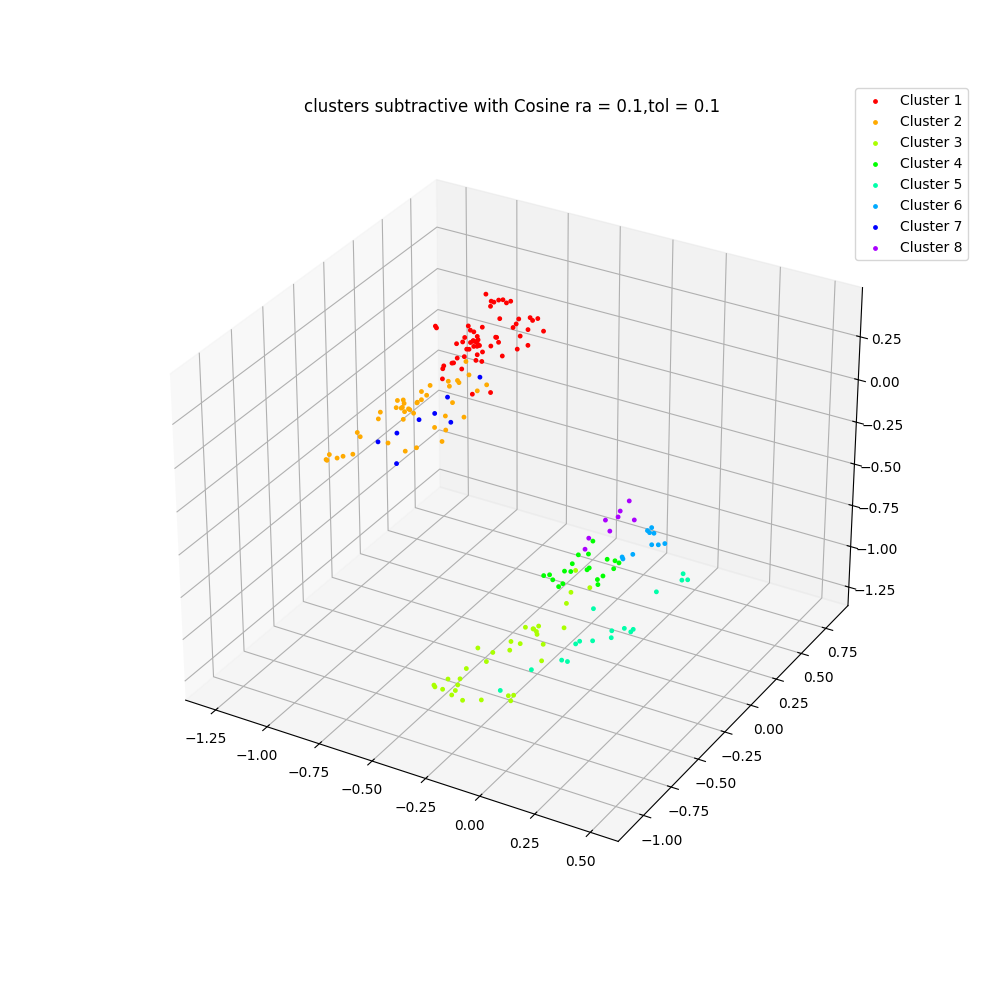 clusters subtractive with Cosine ra = 0.1,tol = 0.1
Cluster 1
Cluster 2
Cluster 3
Cluster 4
Cluster 5
Cluster 6
Cluster 7
Cluster 8
0.25
0.00
−0.25
−0.50
−0.75
−1.00
−1.25
0.75
0.50
0.25
0.00
−0.25
−0.50
−0.75
−1.00
−1.25
−1.00
−0.75
−0.50
−0.25
0.00
0.25
0.50